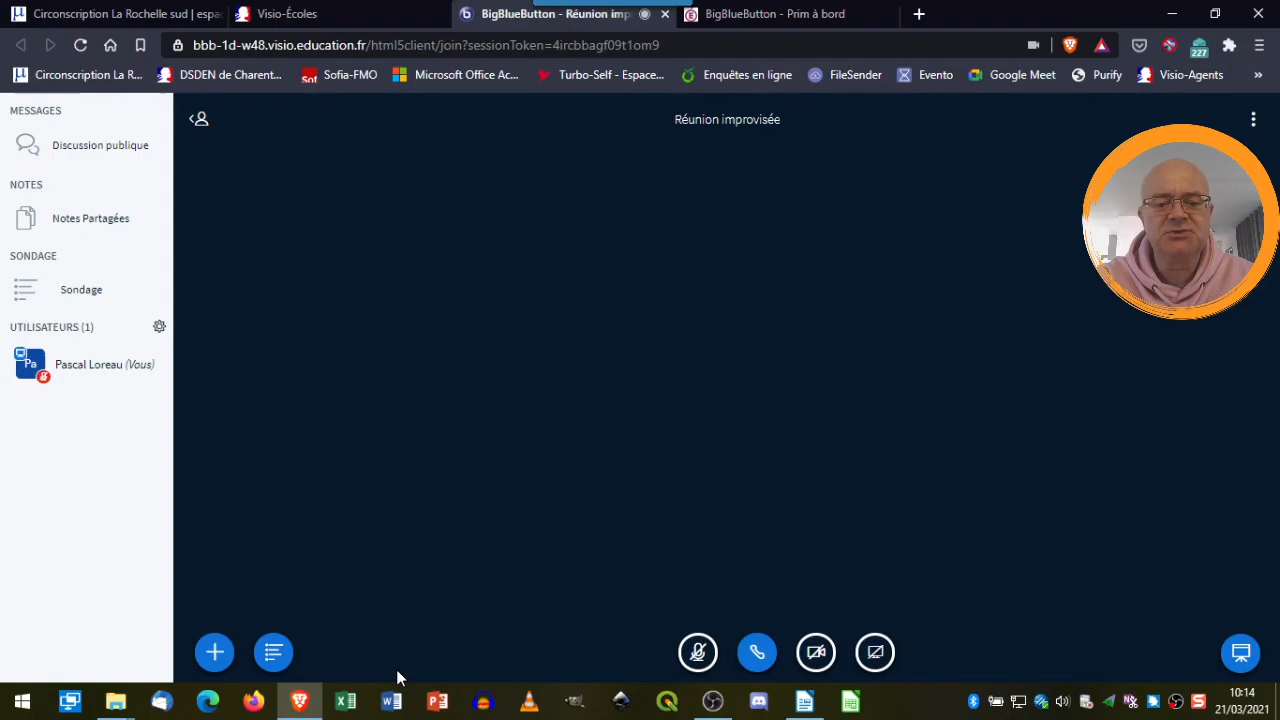 Circonscription La Rochelle sud | espa
Visio-Écoles
BigBlueButton - Réunion imp
BigBlueButton - Prim à bord
bbb-1d-w48.visio.education.fr/html5client/join?sessionToken=4ircbbagf09t1om9
227
Circonscription La R...
DSDEN de Charent...
Sof
Sofia-FMO
Microsoft Office Ac...
Turbo-Self - Espace...
Enquêtes en ligne
FileSender
Evento
Google Meet
Purify
Visio-Agents
MESSAGES
Discussion publique
NOTES
Notes Partagées
SONDAGE
Sondage
UTILISATEURS (1)
Pa
Pascal Loreau (Vous)
Réunion improvisée
10:14
21/03/2021